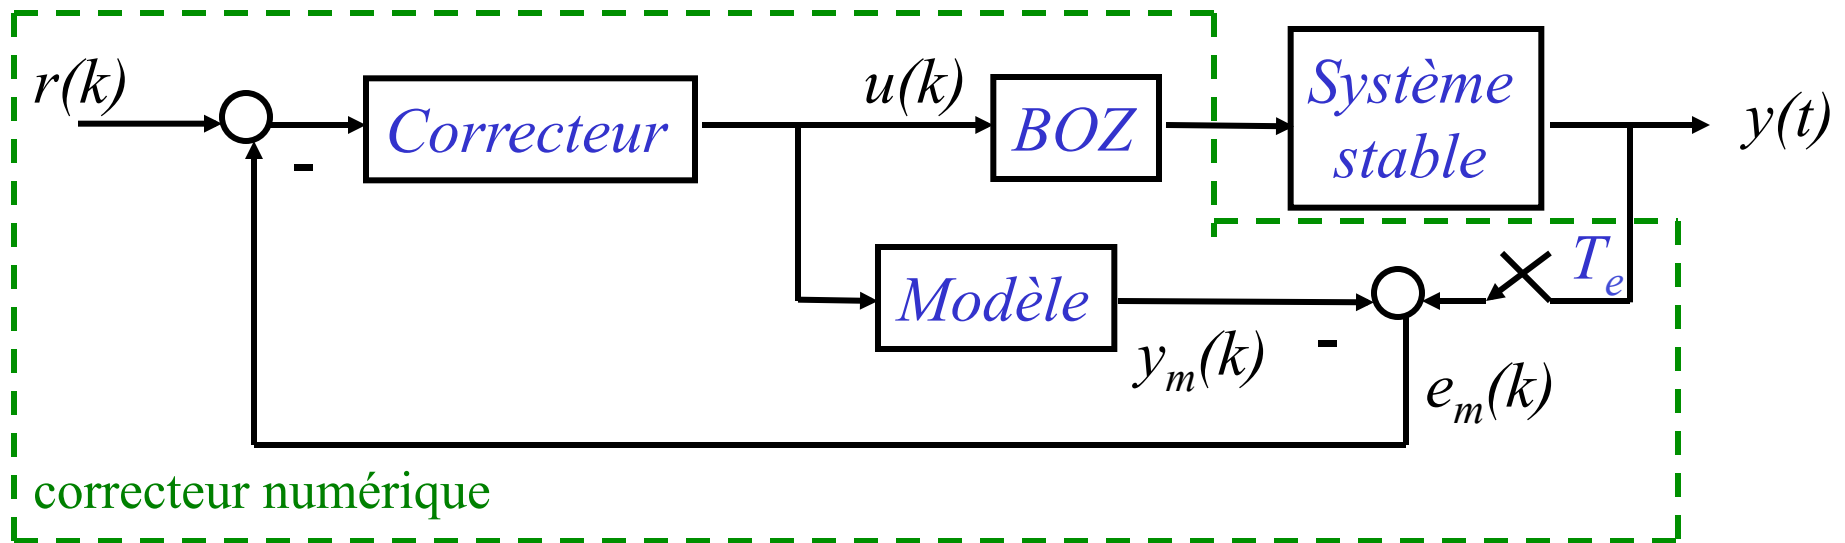 r(k)
Correcteur
u(k)
BOZ
Système
stable
y(t)
Modèle
Te
ym(k)
-
-
em(k)
correcteur numérique